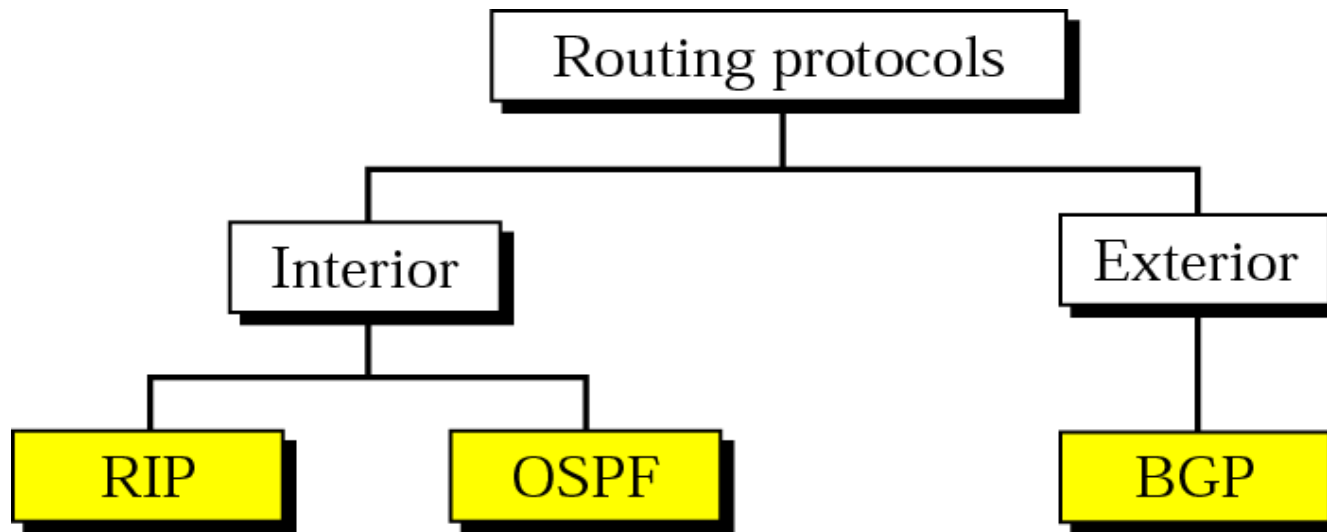 Routing protocols
Interior
Exterior
RIP
OSPF
BGP